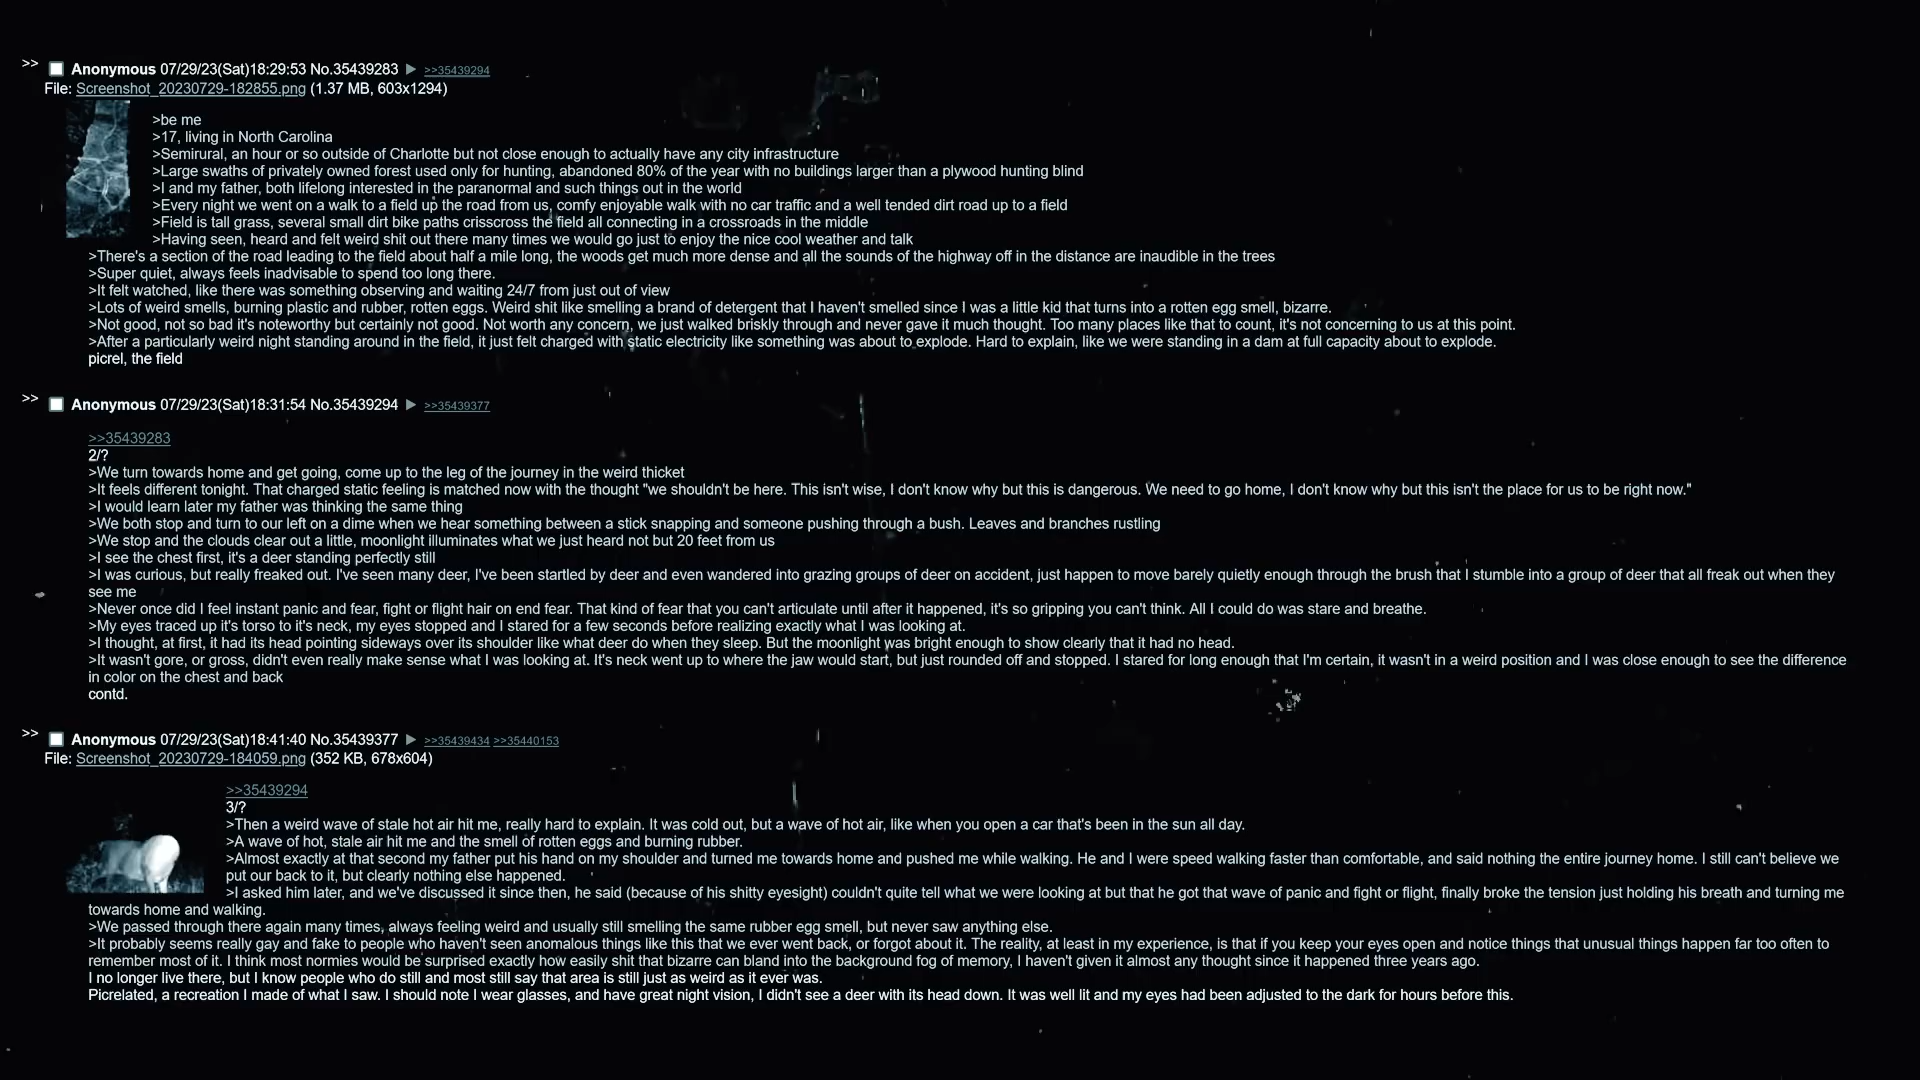 >> Anonymous 07/29/23(Sat)18:29:53 No.35439283 ▶ >>35439294
File: Screenshot_20230729-182855.png (1.37 MB, 603x1294)
>be me
>17, living in North Carolina
>Semirural, an hour or so outside of Charlotte but not close enough to actually have any city infrastructure
>Large swaths of privately owned forest used only for hunting, abandoned 80% of the year with no buildings larger than a plywood hunting blind
>I and my father, both lifelong interested in the paranormal and such things out in the world
>Every night we went on a walk to a field up the road from us, comfy enjoyable walk with no car traffic and a well tended dirt road up to a field
>Field is tall grass, several small dirt bike paths crisscross the field all connecting in a crossroads in the middle
>Having seen, heard and felt weird shit out there many times we would go just to enjoy the nice cool weather and talk
>There's a section of the road leading to the field about half a mile long, the woods get much more dense and all the sounds of the highway off in the distance are inaudible in the trees
>Super quiet, always feels inadvisable to spend too long there.
>It felt watched, like there was something observing and waiting 24/7 from just out of view
>Lots of weird smells, burning plastic and rubber, rotten eggs. Weird shit like smelling a brand of detergent that I haven't smelled since I was a little kid that turns into a rotten egg smell, bizarre.
>Not good, not so bad it's noteworthy but certainly not good. Not worth any concern, we just walked briskly through and never gave it much thought. Too many places like that to count, it's not concerning to us at this point.
>After a particularly weird night standing around in the field, it just felt charged with static electricity like something was about to explode. Hard to explain, like we were standing in a dam at full capacity about to explode.
picrel, the field
>> Anonymous 07/29/23(Sat)18:31:54 No.35439294 ▶ >>35439377
>>35439283
2/?
>We turn towards home and get going, come up to the leg of the journey in the weird thicket
>It feels different tonight. That charged static feeling is matched now with the thought "we shouldn't be here. This isn't wise, I don't know why but this is dangerous. We need to go home, I don't know why but this isn't the place for us to be right now."
>I would learn later my father was thinking the same thing
>We both stop and turn to our left on a dime when we hear something between a stick snapping and someone pushing through a bush. Leaves and branches rustling
>We stop and the clouds clear out a little, moonlight illuminates what we just heard not but 20 feet from us
>I see the chest first, it's a deer standing perfectly still
>I was curious, but really freaked out. I've seen many deer, I've been startled by deer and even wandered into grazing groups of deer on accident, just happen to move barely quietly enough through the brush that I stumble into a group of deer that all freak out when they
see me
>Never once did I feel instant panic and fear, fight or flight hair on end fear. That kind of fear that you can't articulate until after it happened, it's so gripping you can't think. All I could do was stare and breathe.
>My eyes traced up it's torso to it's neck, my eyes stopped and I stared for a few seconds before realizing exactly what I was looking at.
>I thought, at first, it had its head pointing sideways over its shoulder like what deer do when they sleep. But the moonlight was bright enough to show clearly that it had no head.
>It wasn't gore, or gross, didn't even really make sense what I was looking at. It's neck went up to where the jaw would start, but just rounded off and stopped. I stared for long enough that I'm certain, it wasn't in a weird position and I was close enough to see the difference
in color on the chest and back
contd.
>> Anonymous 07/29/23(Sat)18:41:40 No.35439377 ▶ >>35439434 >>35440153
File: Screenshot_20230729-184059.png (352 KB, 678x604)
>>35439294
3/?
>Then a weird wave of stale hot air hit me, really hard to explain. It was cold out, but a wave of hot air, like when you open a car that's been in the sun all day.
>A wave of hot, stale air hit me and the smell of rotten eggs and burning rubber.
>Almost exactly at that second my father put his hand on my shoulder and turned me towards home and pushed me while walking. He and I were speed walking faster than comfortable, and said nothing the entire journey home. I still can't believe we
put our back to it, but clearly nothing else happened.
>I asked him later, and we've discussed it since then, he said (because of his shitty eyesight) couldn't quite tell what we were looking at but that he got that wave of panic and fight or flight, finally broke the tension just holding his breath and turning me
towards home and walking.
>We passed through there again many times, always feeling weird and usually still smelling the same rubber egg smell, but never saw anything else.
>It probably seems really gay and fake to people who haven't seen anomalous things like this that we ever went back, or forgot about it. The reality, at least in my experience, is that if you keep your eyes open and notice things that unusual things happen far too often to
remember most of it. I think most normies would be surprised exactly how easily shit that bizarre can bland into the background fog of memory, I haven't given it almost any thought since it happened three years ago.
I no longer live there, but I know people who do still and most still say that area is still just as weird as it ever was.
Picrelated, a recreation I made of what I saw. I should note I wear glasses, and have great night vision, I didn't see a deer with its head down. It was well lit and my eyes had been adjusted to the dark for hours before this.